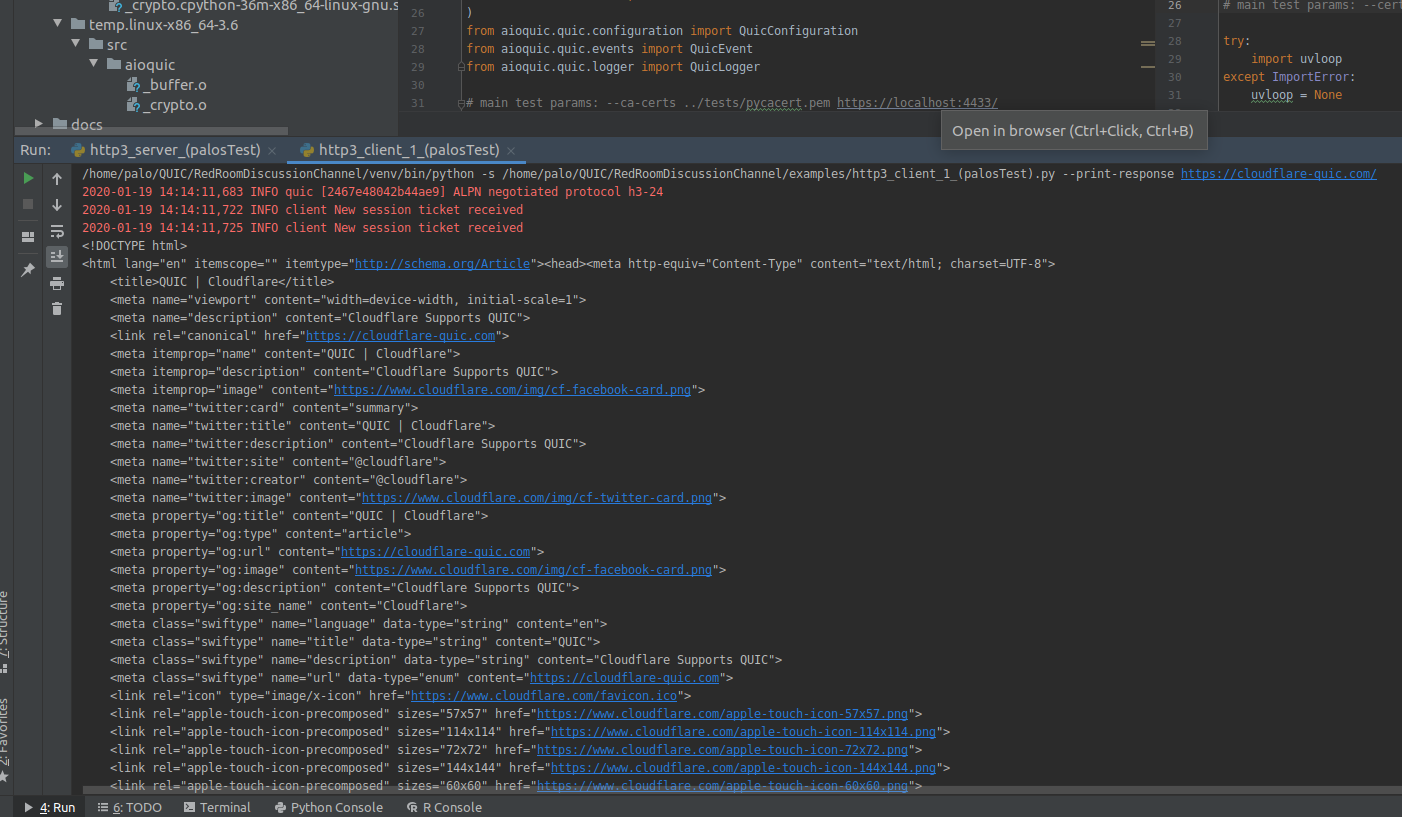 _crypto.cpython-36m-x86_64-linux-gnu.s
temp.linux-x86_64-3.6
src
aioquic
_buffer.o
_crypto.o
docs
26 )
27 from aioquic.quic.configuration import QuicConfiguration
28 from aioquic.quic.events import QuicEvent
29 from aioquic.quic.logger import QuicLogger
30
31 # main test params: --ca-certs ../tests/pycacert.pem https://localhost:4433/
26 # main test params: --cert
27
28 try:
29 import uvloop
30 except ImportError:
31 uvloop = None
Open in browser (Ctrl+Click, Ctrl+B)
Run: http3_server_(palosTest) × http3_client_1_(palosTest) ×
/home/palo/QUIC/RedRoomDiscussionChannel/venv/bin/python -s /home/palo/QUIC/RedRoomDiscussionChannel/examples/http3_client_1_(palosTest).py --print-response https://cloudflare-quic.com/
2020-01-19 14:14:11,683 INFO quic [2467e48042b44ae9] ALPN negotiated protocol h3-24
2020-01-19 14:14:11,722 INFO client New session ticket received
2020-01-19 14:14:11,725 INFO client New session ticket received
<!DOCTYPE html>
<html lang="en" itemscope="" itemtype="http://schema.org/Article"><head><meta http-equiv="Content-Type" content="text/html; charset=UTF-8">
<title>QUIC | Cloudflare</title>
<meta name="viewport" content="width=device-width, initial-scale=1">
<meta name="description" content="Cloudflare Supports QUIC">
<link rel="canonical" href="https://cloudflare-quic.com">
<meta itemprop="name" content="QUIC | Cloudflare">
<meta itemprop="description" content="Cloudflare Supports QUIC">
<meta itemprop="image" content="https://www.cloudflare.com/img/cf-facebook-card.png">
<meta name="twitter:card" content="summary">
<meta name="twitter:title" content="QUIC | Cloudflare">
<meta name="twitter:description" content="Cloudflare Supports QUIC">
<meta name="twitter:site" content="@cloudflare">
<meta name="twitter:creator" content="@cloudflare">
<meta name="twitter:image" content="https://www.cloudflare.com/img/cf-twitter-card.png">
<meta property="og:title" content="QUIC | Cloudflare">
<meta property="og:type" content="article">
<meta property="og:url" content="https://cloudflare-quic.com">
<meta property="og:image" content="https://www.cloudflare.com/img/cf-facebook-card.png">
<meta property="og:description" content="Cloudflare Supports QUIC">
<meta property="og:site_name" content="Cloudflare">
<meta class="swiftype" name="language" data-type="string" content="en">
<meta class="swiftype" name="title" data-type="string" content="QUIC">
<meta class="swiftype" name="description" data-type="string" content="Cloudflare Supports QUIC">
<meta class="swiftype" name="url" data-type="enum" content="https://cloudflare-quic.com">
<link rel="icon" type="image/x-icon" href="https://www.cloudflare.com/favicon.ico">
<link rel="apple-touch-icon-precomposed" sizes="57x57" href="https://www.cloudflare.com/apple-touch-icon-57x57.png">
<link rel="apple-touch-icon-precomposed" sizes="114x114" href="https://www.cloudflare.com/apple-touch-icon-114x114.png">
<link rel="apple-touch-icon-precomposed" sizes="72x72" href="https://www.cloudflare.com/apple-touch-icon-72x72.png">
<link rel="apple-touch-icon-precomposed" sizes="144x144" href="https://www.cloudflare.com/apple-touch-icon-144x144.png">
<link rel="apple-touch-icon-precomposed" sizes="60x60" href="https://www.cloudflare.com/apple-touch-icon-60x60.png">
7: Structure
2: Favorites
4: Run 6: TODO Terminal Python Console R Console